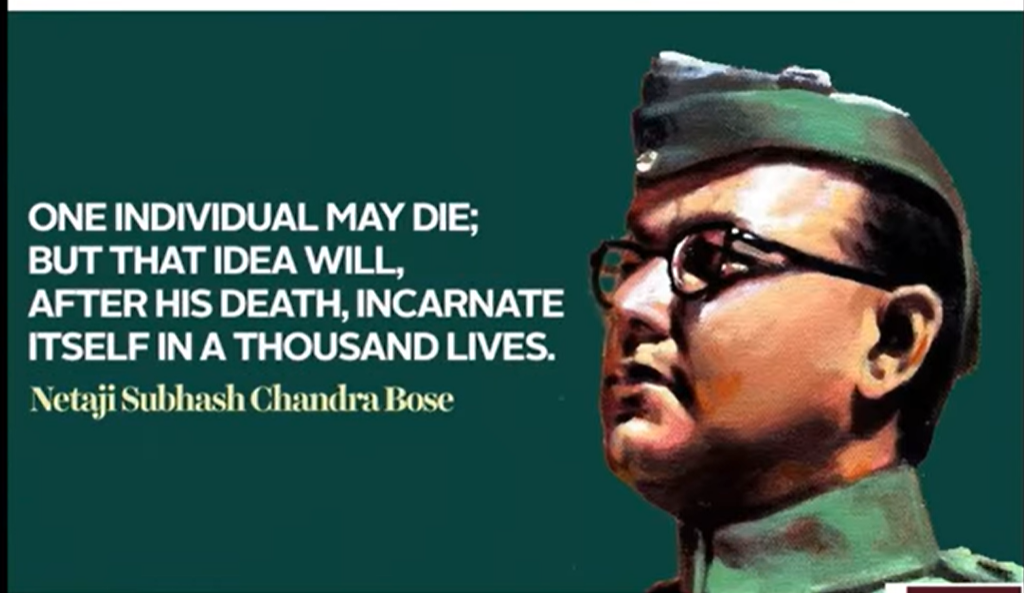 ONE INDIVIDUAL MAY DIE;
BUT THAT IDEA WILL,
AFTER HIS DEATH, INCARNATE
ITSELF IN A THOUSAND LIVES.
Netaji Subhash Chandra Bose